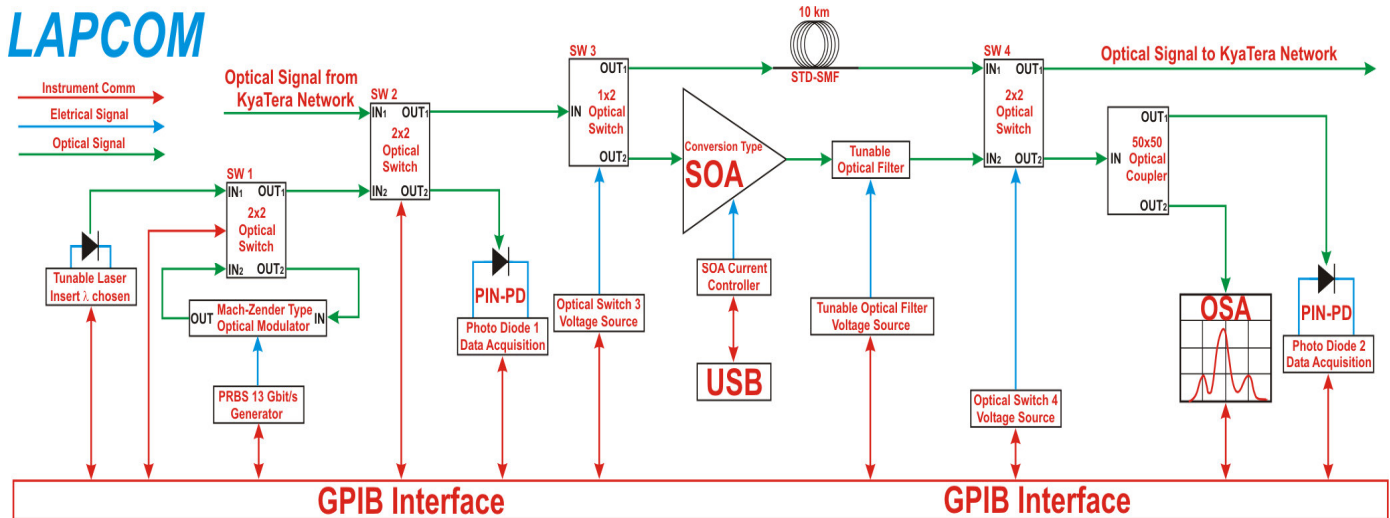 LAPCOM
Instrument Comm
Eletrical Signal
Optical Signal
Optical Signal from
KyaTera Network
SW 1
IN1 OUT1
2x2
Optical
Switch
IN2 OUT2
Tunable Laser
Insert λ chosen
OUT Mach-Zender Type IN
Optical Modulator
PRBS 13 Gbit/s
Generator
SW 2
IN1 OUT1
2x2
Optical
Switch
IN2 OUT2
PIN-PD
Photo Diode 1
Data Acquisition
SW 3
OUT1
1x2
IN Optical
Switch
OUT2
Optical Switch 3
Voltage Source
10 km
STD-SMF
Conversion Type
SOA
SOA Current
Controller
USB
Tunable
Optical Filter
Tunable Optical Filter
Voltage Source
SW 4
IN1 OUT1
2x2
Optical
Switch
IN2 OUT2
Optical Switch 4
Voltage Source
Optical Signal to KyaTera Network
OUT1
50x50
IN Optical
Coupler
OUT2
OSA
PIN-PD
Photo Diode 2
Data Acquisition
GPIB Interface
GPIB Interface